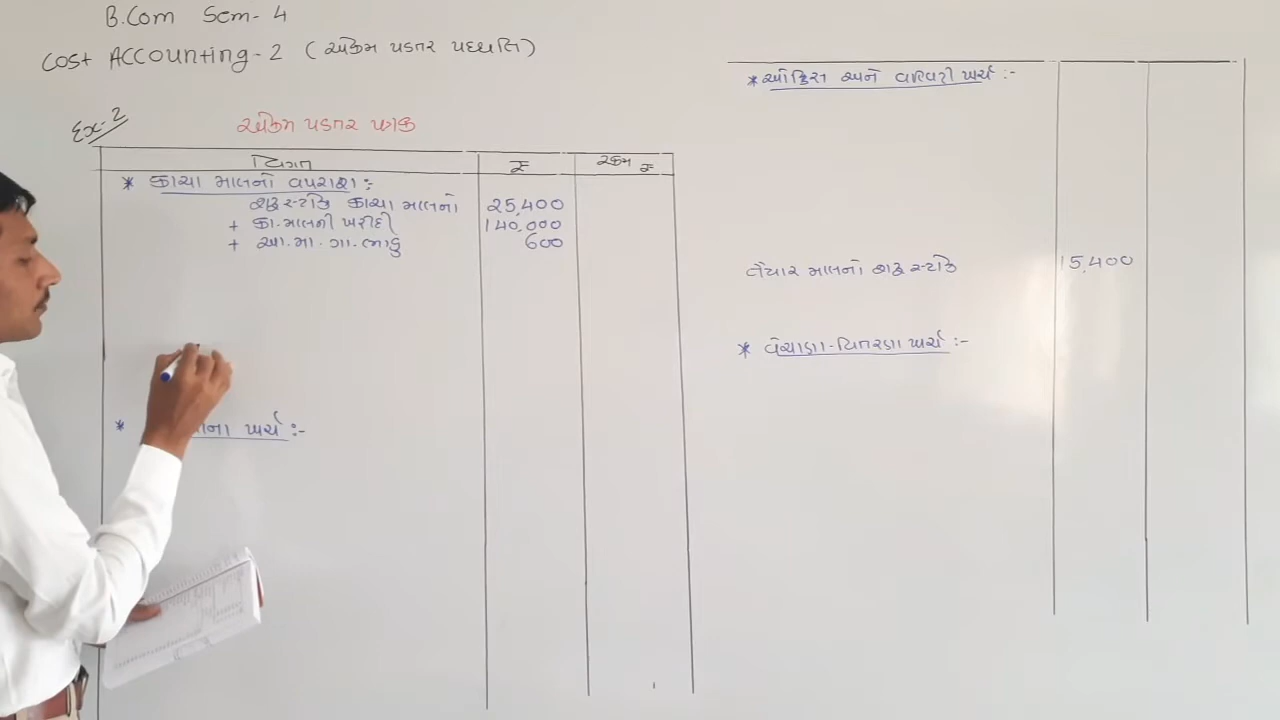 B.Com Sem-4
Cost Accounting-2 (એકમ પડતર પદ્ધતિ)
Ex-2
એકમ પડતર પત્રક
વિગત ₹ રકમ ₹
* કાચા માલનો વપરાશ :-
શરૂ સ્ટોક કાચા માલનો 25,400
+ કા.માલની ખરીદી 140,000
+ આ.મા.ગા.ભાડુ 600
* ખર્ચ :-
* ઓફિસ અને વહિવટી ખર્ચ :-
તૈયાર માલનો શરૂ સ્ટોક 15,400
* વેચાણ-વિતરણ ખર્ચ :-